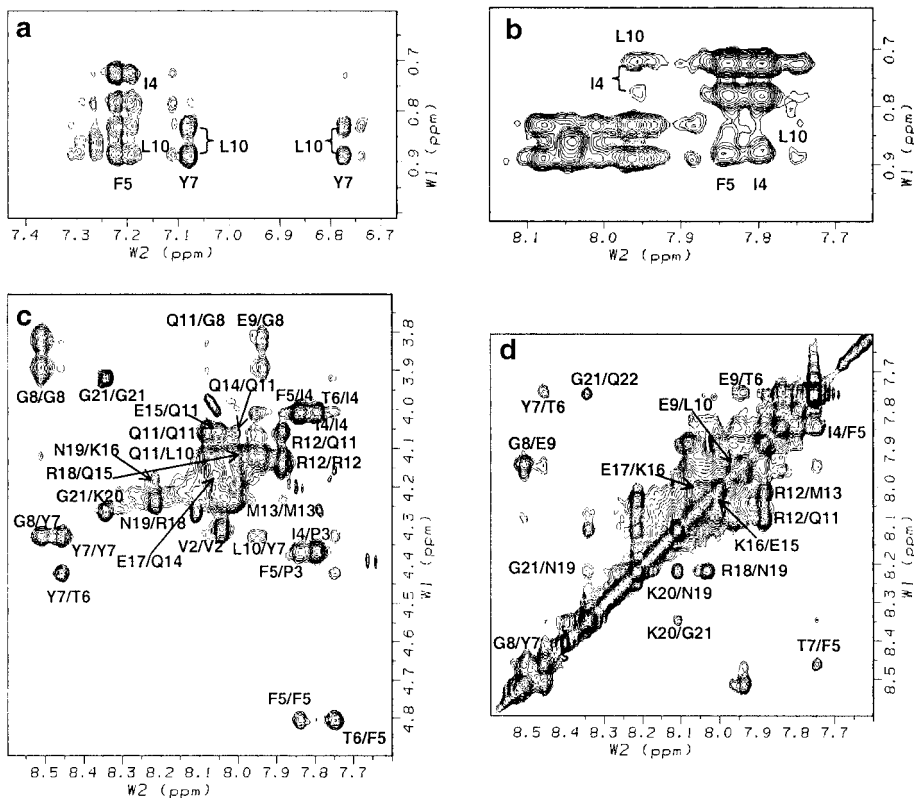 a
I4
L10
L10
L10
F5
Y7
Y7
0.7
0.8
0.9
W1 (ppm)
7.4 7.3 7.2 7.1 7.0 6.9 6.8 6.7
W2 (ppm)
b
L10
I4
L10
F5 I4
0.7
0.8
0.9
W1 (ppm)
8.1 8.0 7.9 7.8 7.7
W2 (ppm)
c
Q11/G8 E9/G8
G8/G8
G21/G21
Q14/Q11
F5/I4 T6/I4
E15/Q11
I4/I4
Q11/Q11
R12/Q11
N19/K16
Q11/L10
R12/R12
R18/Q15
G21/K20
M13/M13
N19/R18
G8/Y7
V2/V2
L10/Y7
I4/P3
Y7/Y7
E17/Q14
F5/P3
Y7/T6
F5/F5
T6/F5
3.8
3.9
4.0
4.1
4.2
4.3
4.4
4.5
4.6
4.7
4.8
W1 (ppm)
8.5 8.4 8.3 8.2 8.1 8.0 7.9 7.8 7.7
W2 (ppm)
d
G21/Q22
E9/T6
Y7/T6
E9/L10
I4/F5
G8/E9
E17/K16
R12/M13
R12/Q11
K16/E15
G21/N19
R18/N19
K20/N19
K20/G21
G8/Y7
T7/F5
7.7
7.8
7.9
8.0
8.1
8.2
8.3
8.4
8.5
W1 (ppm)
8.5 8.4 8.3 8.2 8.1 8.0 7.9 7.8 7.7
W2 (ppm)